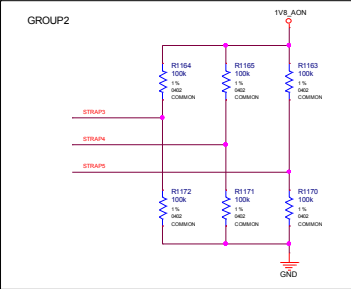 GROUP2
1V8_AON
R1164
100k
1 %
0402
COMMON
R1165
100k
1 %
0402
COMMON
R1163
100k
1 %
0402
COMMON
STRAP3
STRAP4
STRAP5
R1172
100k
1 %
0402
COMMON
R1171
100k
1 %
0402
COMMON
R1170
100k
1 %
0402
COMMON
GND